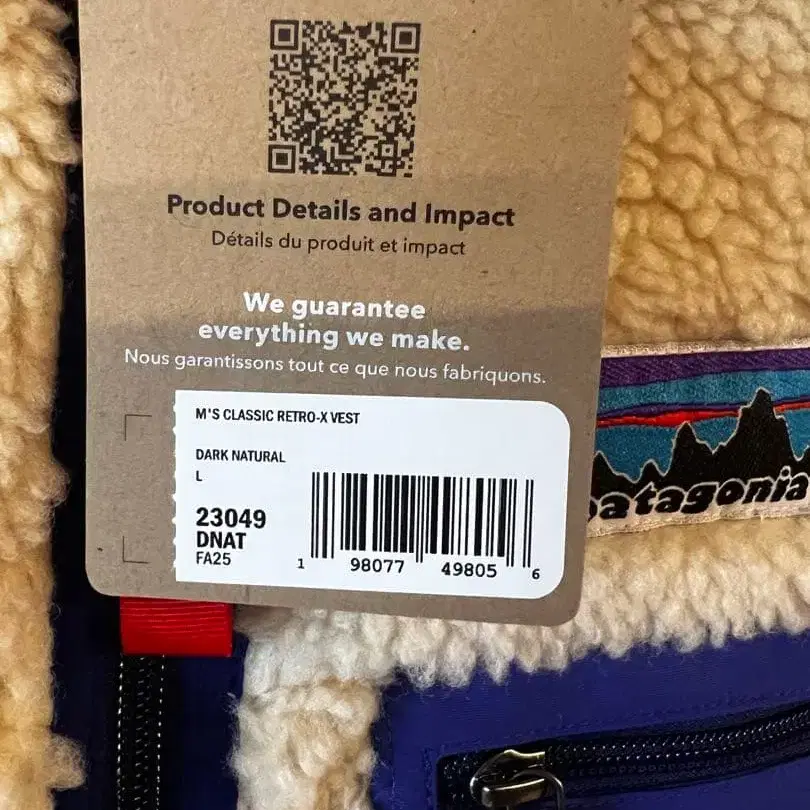 Product Details and Impact
Détails du produit et impact
We guarantee
everything we make.
Nous garantissons tout ce que nous fabriquons.
M'S CLASSIC RETRO-X VEST
DARK NATURAL
L
23049
DNAT
FA25
1 98077 49805 6
patagonia